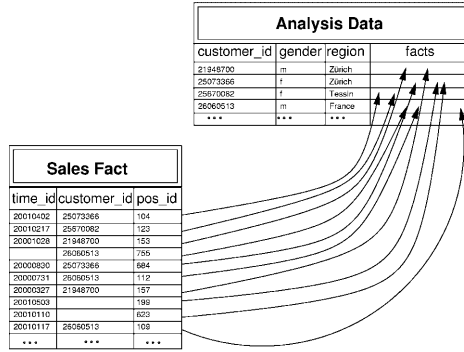 Analysis Data
customer_id gender region facts
21948700 m Zürich
25073366 f Zürich
25670082 f Tessin
26060513 m France
••• ••• •••
Sales Fact
time_id customer_id pos_id
20010402 25073366 104
20010217 25670082 123
20001028 21948700 153
26060513 755
20000830 25073366 684
20000731 26060513 112
20000327 21948700 157
20010503 199
20010110 623
20010117 26060513 109
••• ••• •••